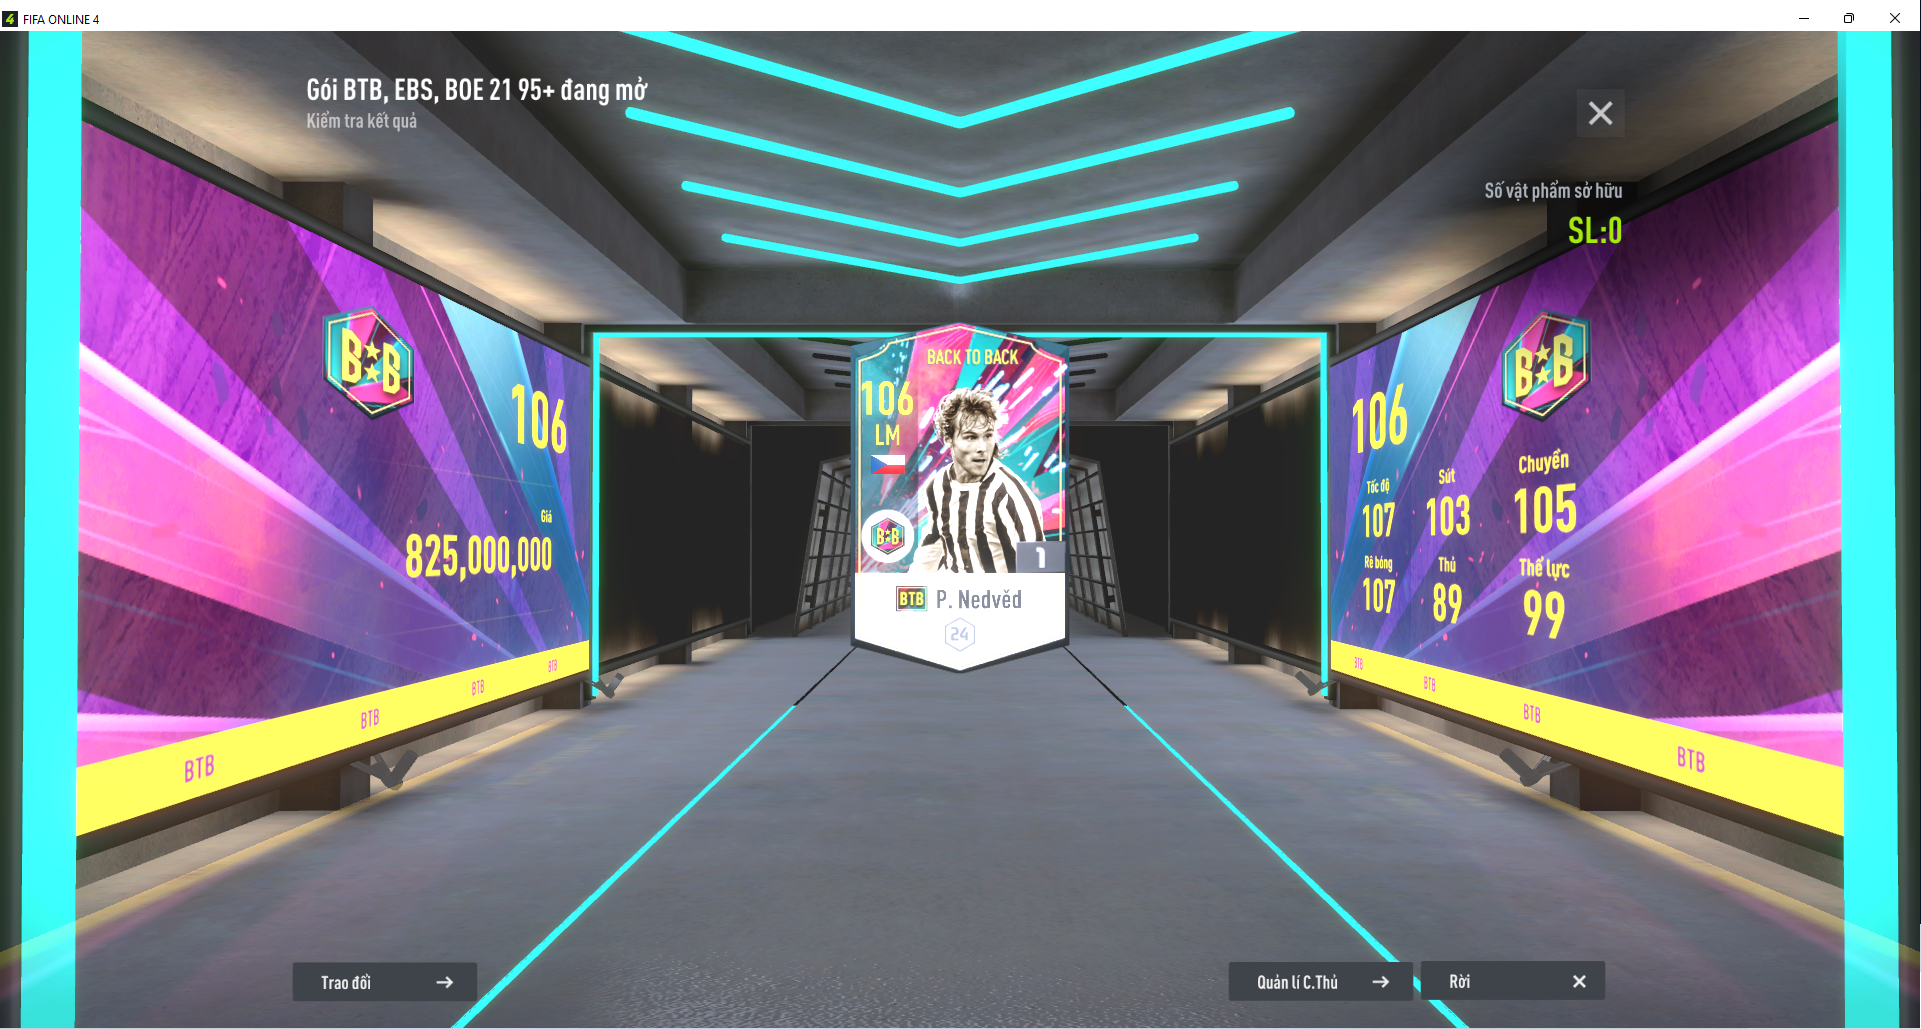 FIFA ONLINE 4
Gói BTB, EBS, BOE 21 95+ đang mở
Kiểm tra kết quả
Số vật phẩm sở hữu
SL:0
B B
106
Giá
825,000,000
BTB
BTB
BTB
BTB
BACK TO BACK
106
LM
B B
1
BTB P. Nedvěd
24
B B
106
Tốc độ
107
Sút
103
Chuyền
105
Rê bóng
107
Thủ
89
Thể lực
99
BTB
BTB
BTB
BTB
Trao đổi
Quản lí C.Thủ
Rời